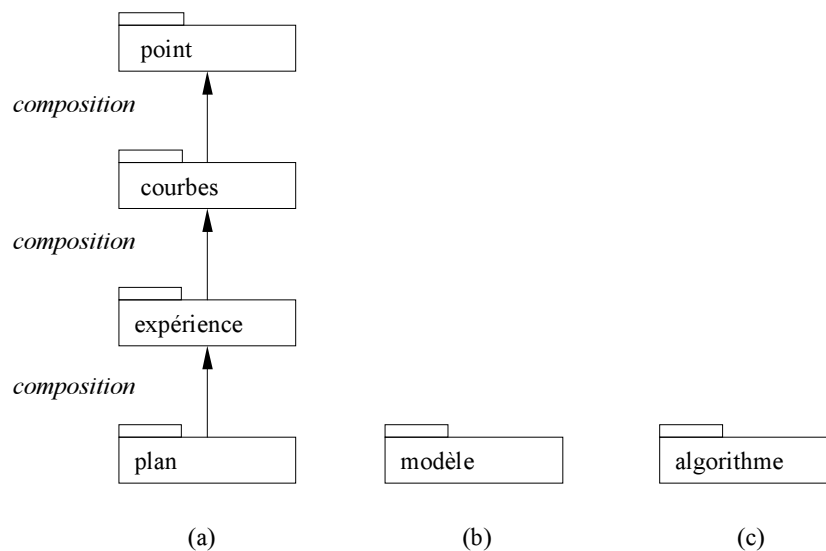 point
composition
courbes
composition
expérience
composition
plan modèle algorithme
(a) (b) (c)